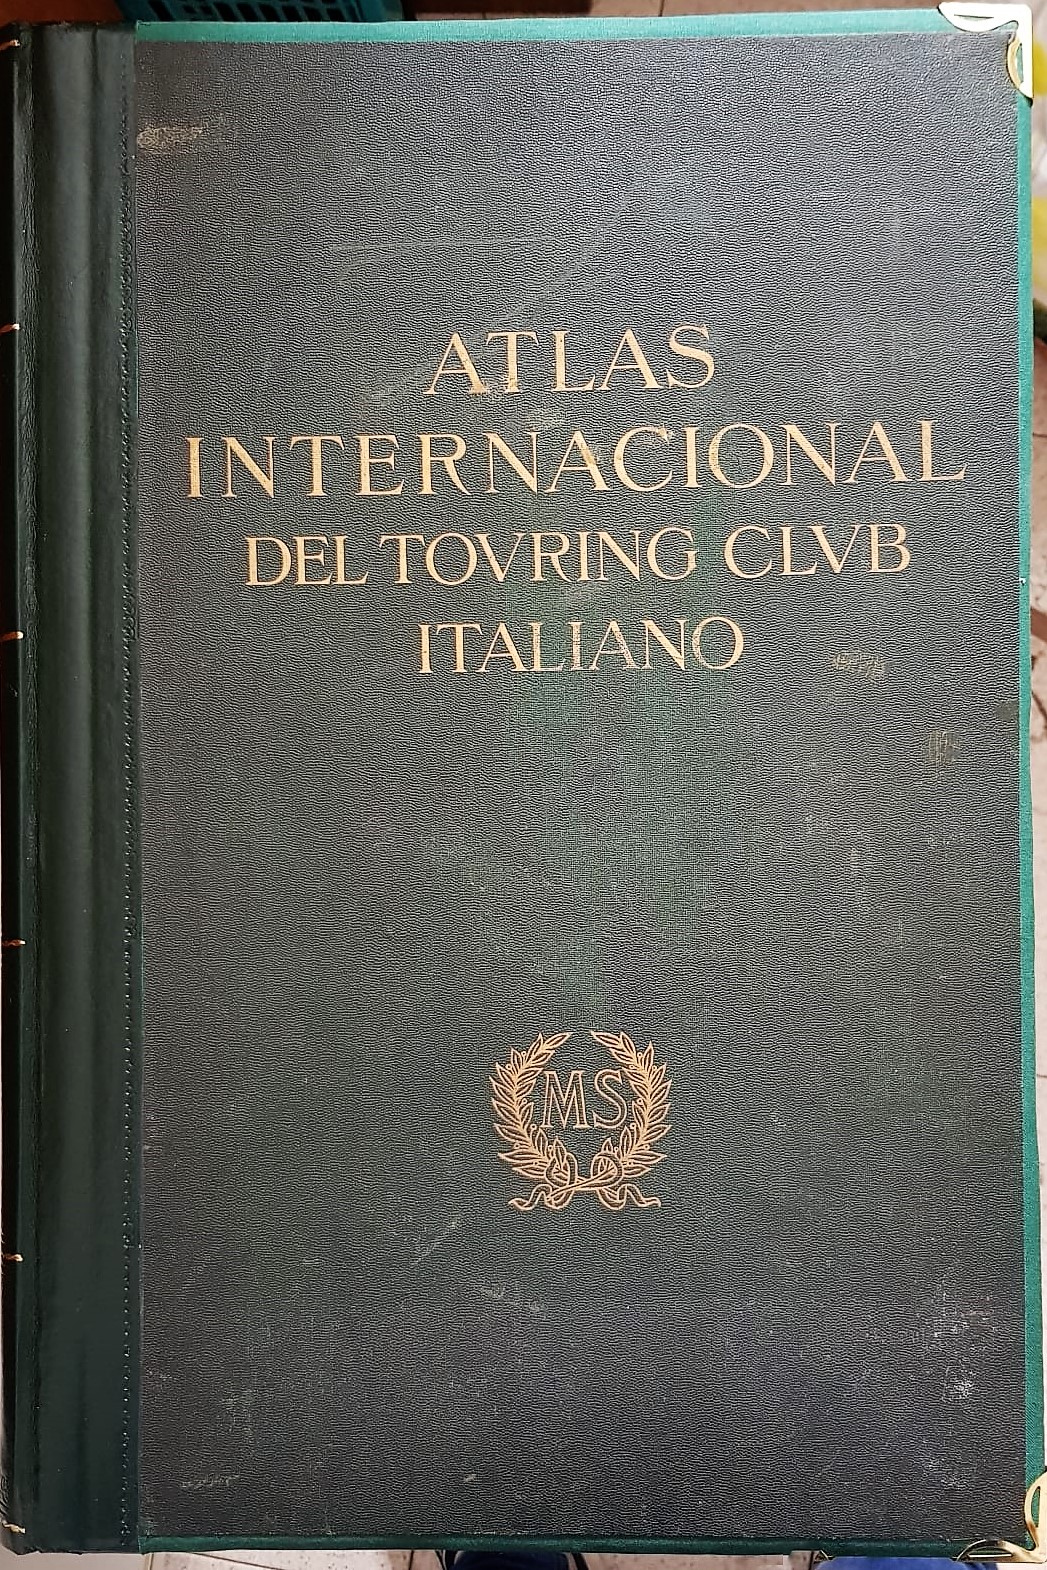 ATLAS
INTERNACIONAL
DEL TOVRING CLVB
ITALIANO
MS